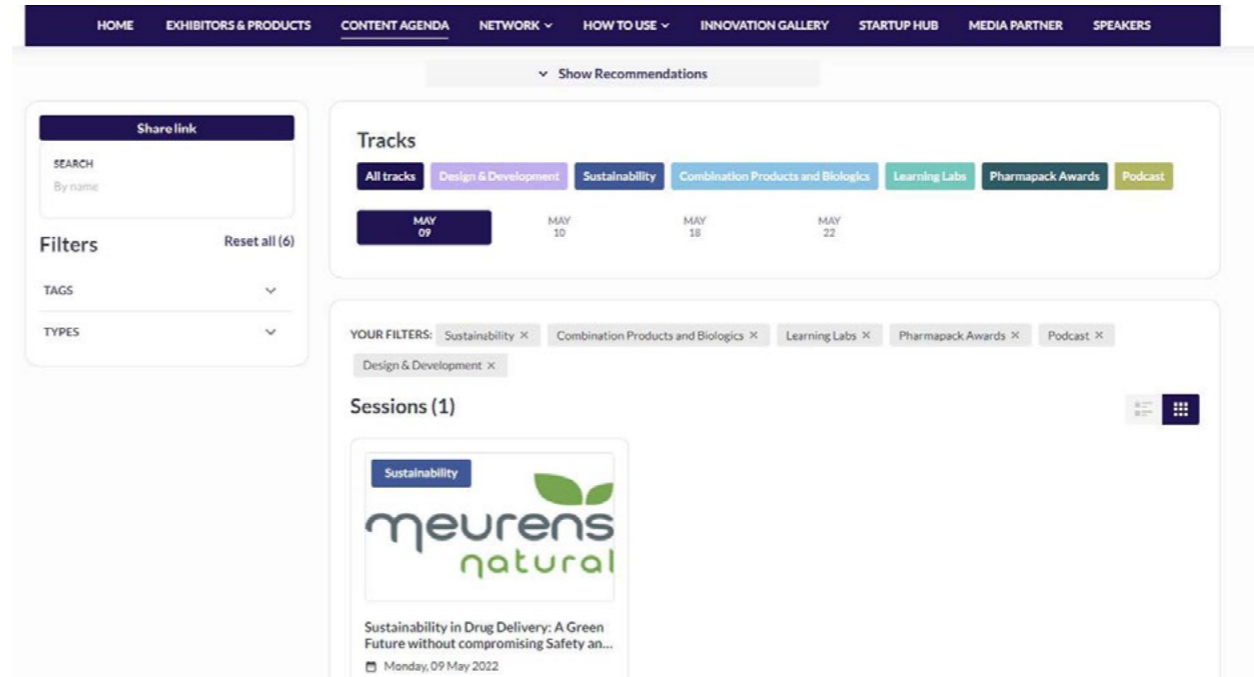 HOME EXHIBITORS & PRODUCTS CONTENT AGENDA NETWORK HOW TO USE INNOVATION GALLERY STARTUP HUB MEDIA PARTNER SPEAKERS
Show Recommendations
Share link
SEARCH
By name
Filters Reset all (6)
TAGS
TYPES
Tracks
All tracks Design & Development Sustainability Combination Products and Biologics Learning Labs Pharmapack Awards Podcast
MAY MAY MAY MAY
09 10 18 22
YOUR FILTERS: Sustainability × Combination Products and Biologics × Learning Labs × Pharmapack Awards × Podcast ×
Design & Development ×
Sessions (1)
Sustainability
meurens
natural
Sustainability in Drug Delivery: A Green
Future without compromising Safety an...
Monday, 09 May 2022